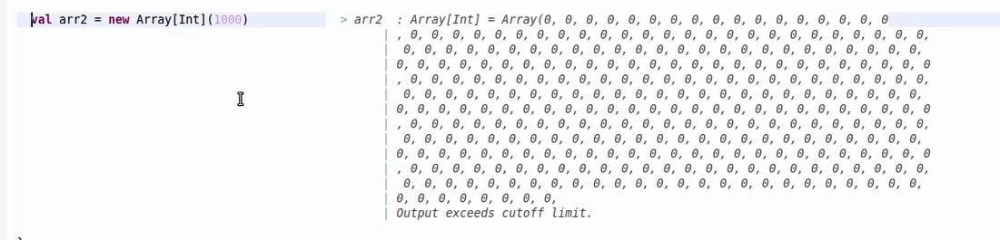 val arr2 = new Array[Int](1000) > arr2  : Array[Int] = Array(0, 0, 0, 0, 0, 0, 0, 0, 0, 0, 0, 0, 0, 0, 0, 0, 0
| , 0, 0, 0, 0, 0, 0, 0, 0, 0, 0, 0, 0, 0, 0, 0, 0, 0, 0, 0, 0, 0, 0, 0, 0, 0,
|  0, 0, 0, 0, 0, 0, 0, 0, 0, 0, 0, 0, 0, 0, 0, 0, 0, 0, 0, 0, 0, 0, 0, 0, 0,
| 0, 0, 0, 0, 0, 0, 0, 0, 0, 0, 0, 0, 0, 0, 0, 0, 0, 0, 0, 0, 0, 0, 0, 0, 0, 0
| , 0, 0, 0, 0, 0, 0, 0, 0, 0, 0, 0, 0, 0, 0, 0, 0, 0, 0, 0, 0, 0, 0, 0, 0, 0,
|  0, 0, 0, 0, 0, 0, 0, 0, 0, 0, 0, 0, 0, 0, 0, 0, 0, 0, 0, 0, 0, 0, 0, 0, 0,
| 0, 0, 0, 0, 0, 0, 0, 0, 0, 0, 0, 0, 0, 0, 0, 0, 0, 0, 0, 0, 0, 0, 0, 0, 0, 0
| , 0, 0, 0, 0, 0, 0, 0, 0, 0, 0, 0, 0, 0, 0, 0, 0, 0, 0, 0, 0, 0, 0, 0, 0, 0,
|  0, 0, 0, 0, 0, 0, 0, 0, 0, 0, 0, 0, 0, 0, 0, 0, 0, 0, 0, 0, 0, 0, 0, 0, 0,
| 0, 0, 0, 0, 0, 0, 0, 0, 0, 0, 0, 0, 0, 0, 0, 0, 0, 0, 0, 0, 0, 0, 0, 0, 0, 0
| , 0, 0, 0, 0, 0, 0, 0, 0, 0, 0, 0, 0, 0, 0, 0, 0, 0, 0, 0, 0, 0, 0, 0, 0, 0,
|  0, 0, 0, 0, 0, 0, 0, 0, 0, 0, 0, 0, 0, 0, 0, 0, 0, 0, 0, 0, 0, 0, 0, 0, 0,
| 0, 0, 0, 0, 0, 0, 0, 0,
| Output exceeds cutoff limit.